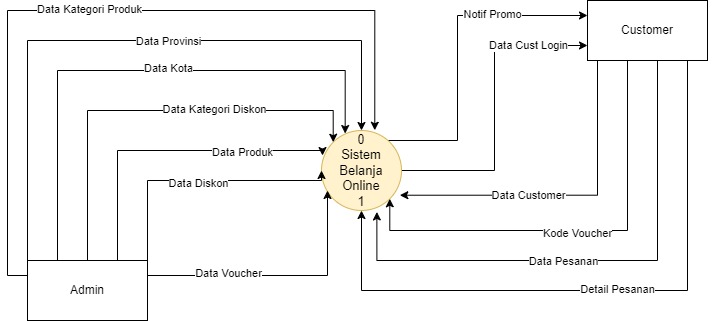 Data Kategori Produk
Notif Promo
Customer
Data Provinsi
Data Cust Login
Data Kota
Data Kategori Diskon
0
Sistem
Belanja
Online
1
Data Produk
Data Diskon
Data Customer
Kode Voucher
Data Pesanan
Data Voucher
Admin
Detail Pesanan